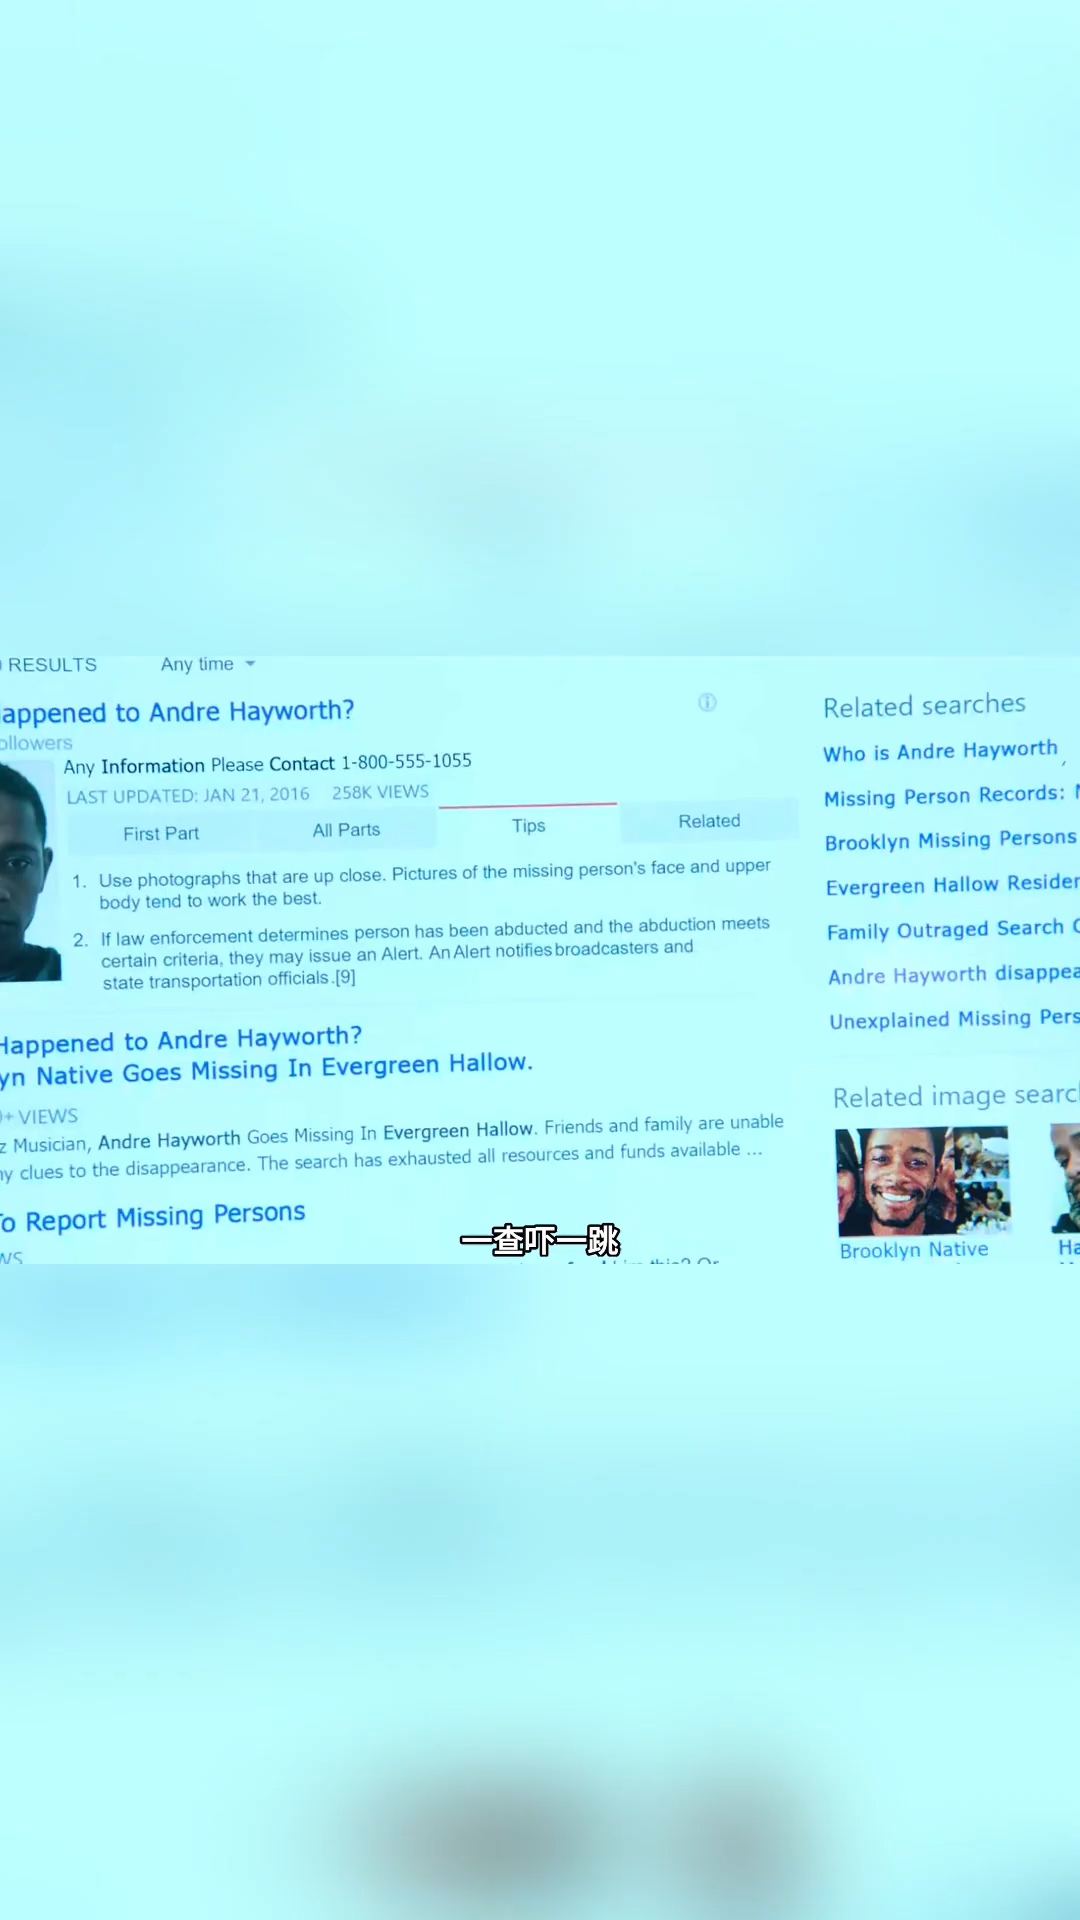 RESULTS
Any time
appened to Andre Hayworth?
ollowers
Any Information Please Contact 1-800-555-1055
LAST UPDATED: JAN 21, 2016 258K VIEWS
First Part
All Parts
Tips
Related
1. Use photographs that are up close. Pictures of the missing person's face and upper
body tend to work the best.
2. If law enforcement determines person has been abducted and the abduction meets
certain criteria, they may issue an Alert. An Alert notifies broadcasters and
state transportation officials.[9]
Happened to Andre Hayworth?
yn Native Goes Missing In Evergreen Hallow.
+ VIEWS
z Musician, Andre Hayworth Goes Missing In Evergreen Hallow. Friends and family are unable
ny clues to the disappearance. The search has exhausted all resources and funds available ...
To Report Missing Persons
WS
Related searches
Who is Andre Hayworth
Missing Person Records:
Brooklyn Missing Persons
Evergreen Hallow Resider
Family Outraged Search
Andre Hayworth disappea
Unexplained Missing Pers
Related image searc
Brooklyn Native
Ha
一查吓一跳